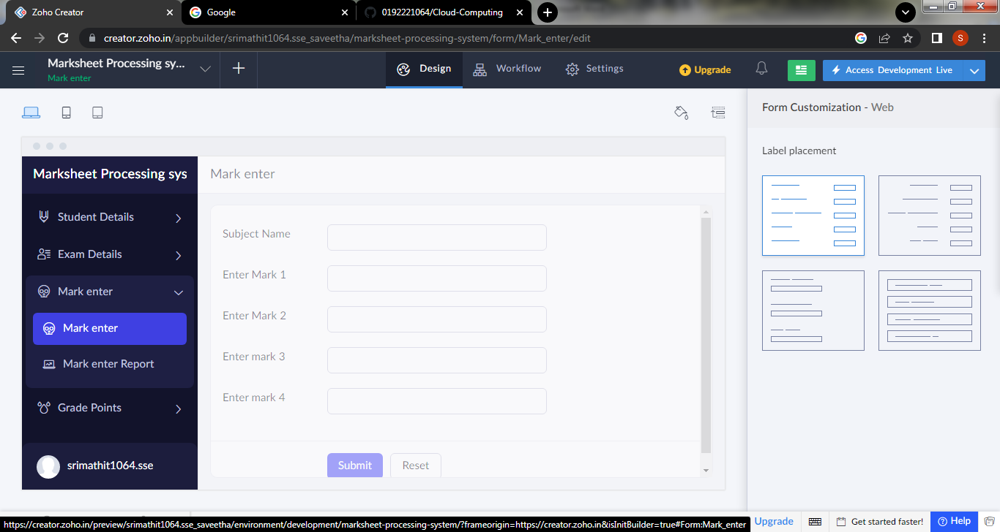 Zoho Creator
Google
0192221064/Cloud-Computing
creator.zoho.in/appbuilder/srimathit1064.sse_saveetha/marksheet-processing-system/form/Mark_enter/edit
S
Marksheet Processing sy...
Mark enter
Design
Workflow
Settings
Upgrade
Access Development Live
Form Customization - Web
Label placement
Marksheet Processing sys
Mark enter
Student Details
Exam Details
Mark enter
Mark enter
Mark enter Report
Grade Points
srimathit1064.sse
Subject Name
Enter Mark 1
Enter Mark 2
Enter mark 3
Enter mark 4
Submit
Reset
https://creator.zoho.in/preview/srimathit1064.sse_saveetha/environment/development/marksheet-processing-system/?frameorigin=https://creator.zoho.in&isInitBuilder=true#Form:Mark_enter
Upgrade
Get started faster!
Help